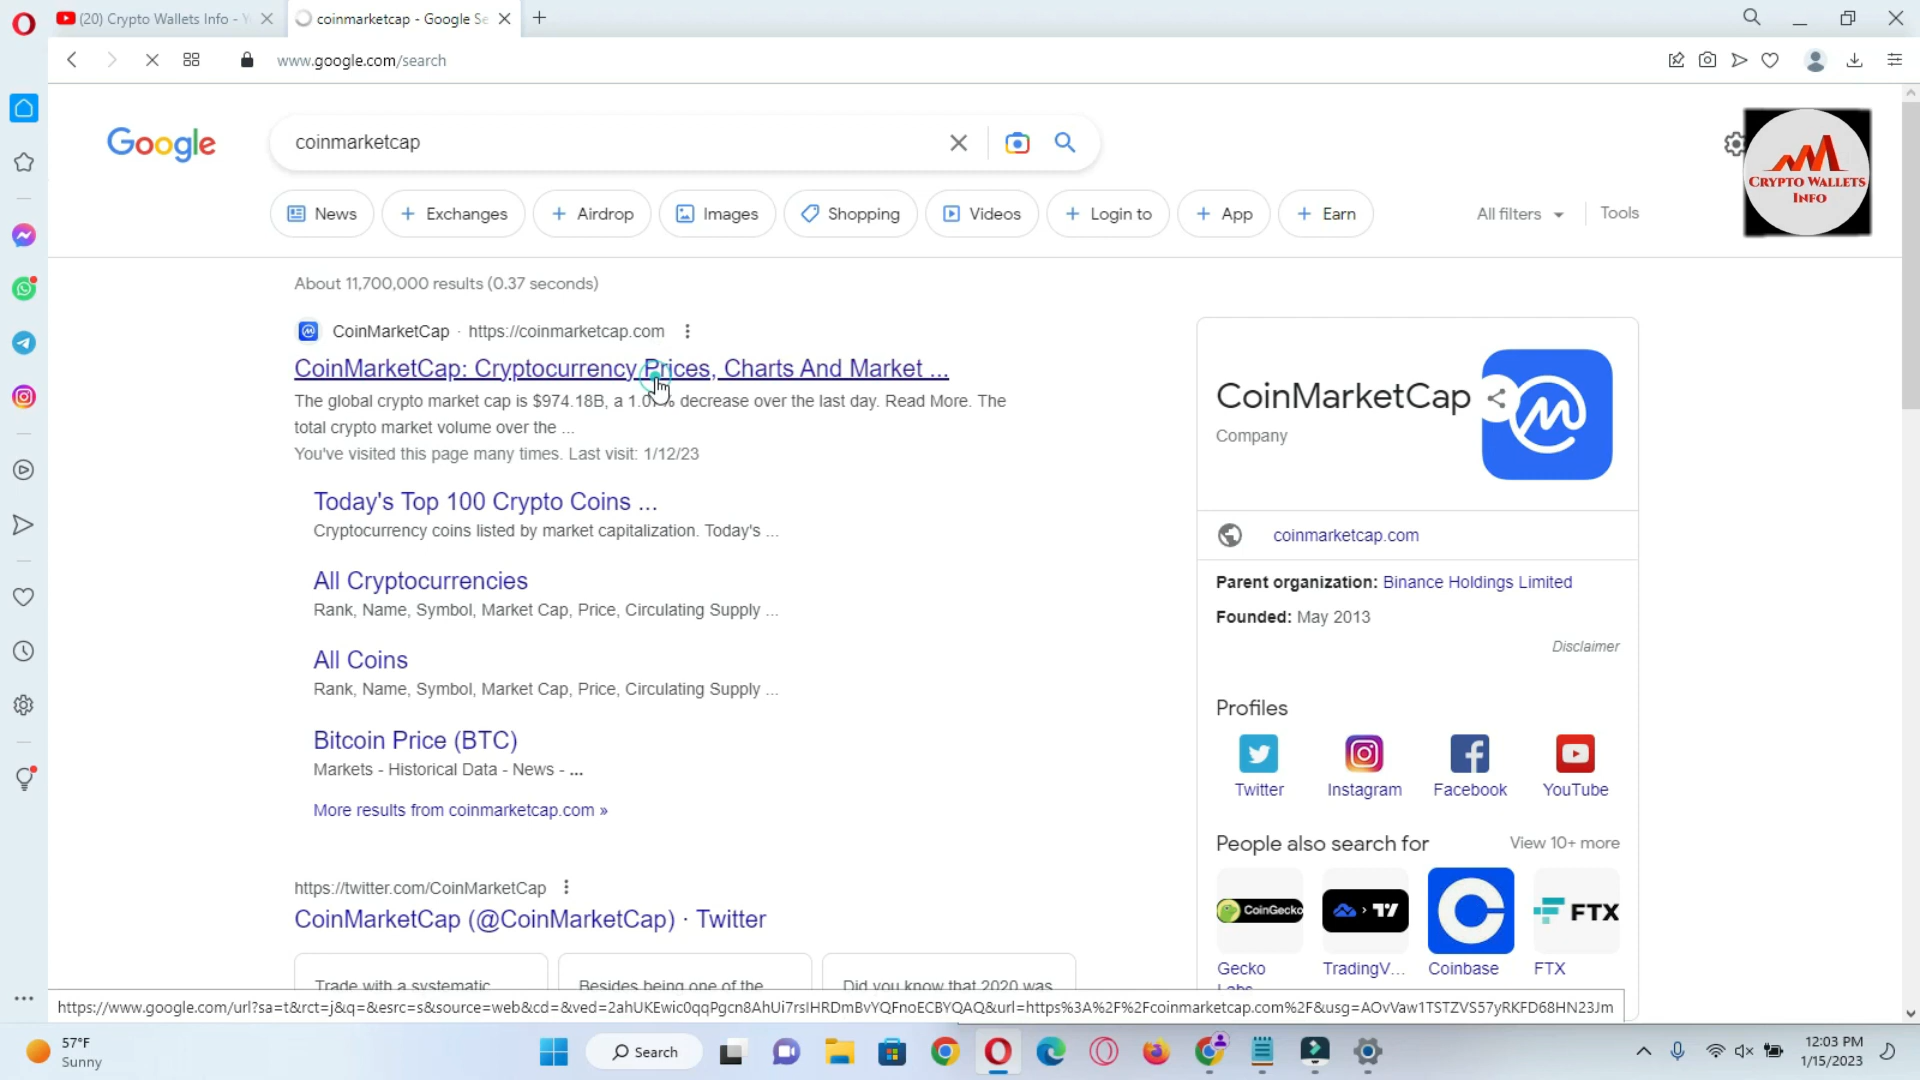 (20) Crypto Wallets Info - Y
coinmarketcap - Google Se
www.google.com/search
Google
coinmarketcap
News
Exchanges
Airdrop
Images
Shopping
Videos
Login to
App
Earn
All filters
Tools
CRYPTO WALLETS
INFO
About 11,700,000 results (0.37 seconds)
CoinMarketCap · https://coinmarketcap.com
CoinMarketCap: Cryptocurrency Prices, Charts And Market ...
The global crypto market cap is $974.18B, a 1.07% decrease over the last day. Read More. The
total crypto market volume over the ...
You've visited this page many times. Last visit: 1/12/23
Today's Top 100 Crypto Coins ...
Cryptocurrency coins listed by market capitalization. Today's ...
All Cryptocurrencies
Rank, Name, Symbol, Market Cap, Price, Circulating Supply ...
All Coins
Rank, Name, Symbol, Market Cap, Price, Circulating Supply ...
Bitcoin Price (BTC)
Markets - Historical Data - News - ...
More results from coinmarketcap.com »
https://twitter.com/CoinMarketCap
CoinMarketCap (@CoinMarketCap) · Twitter
Trade with a systematic
Besides being one of the
Did you know that 2020 was
CoinMarketCap
Company
coinmarketcap.com
Parent organization: Binance Holdings Limited
Founded: May 2013
Disclaimer
Profiles
Twitter
Instagram
Facebook
YouTube
People also search for
View 10+ more
CoinGecko
FTX
Gecko
Labs
TradingV...
Coinbase
FTX
https://www.google.com/url?sa=t&rct=j&q=&esrc=s&source=web&cd=&ved=2ahUKEwic0qqPgcn8AhUi7rsIHRDmBvYQFnoECBYQAQ&url=https%3A%2F%2Fcoinmarketcap.com%2F&usg=AOvVaw1TSTZVS57yRKFD68HN23Jm
57°F
Sunny
Search
12:03 PM
1/15/2023